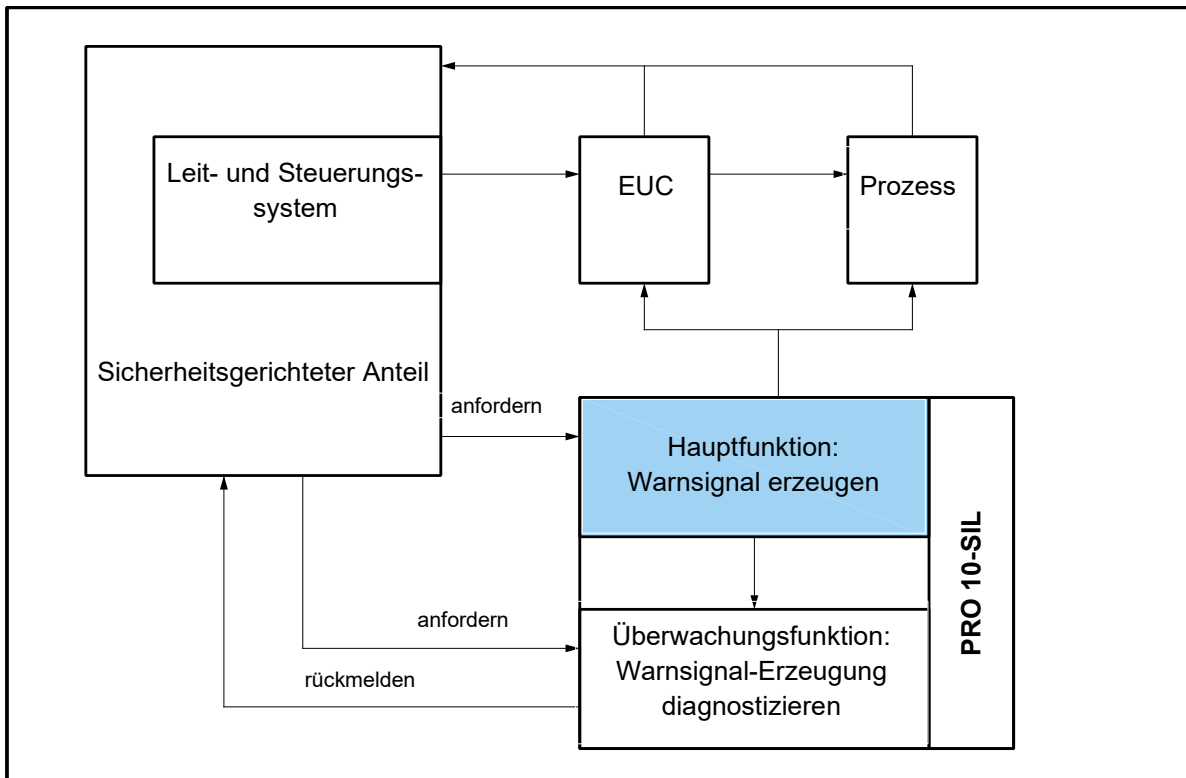 Leit- und Steuerungs-
system
EUC
Prozess
Sicherheitsgerichteter Anteil
anfordern
Hauptfunktion:
Warnsignal erzeugen
PRO 10-SIL
anfordern
Überwachungsfunktion:
Warnsignal-Erzeugung
diagnostizieren
rückmelden